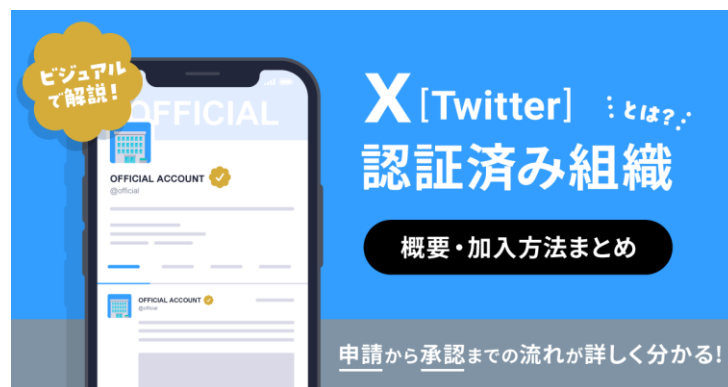 ビジュアル
で解説！
OFFICIAL
OFFICIAL ACCOUNT
@official
OFFICIAL ACCOUNT
@official
X [Twitter] とは?
認証済み組織
概要・加入方法まとめ
申請から承認までの流れが詳しく分かる!